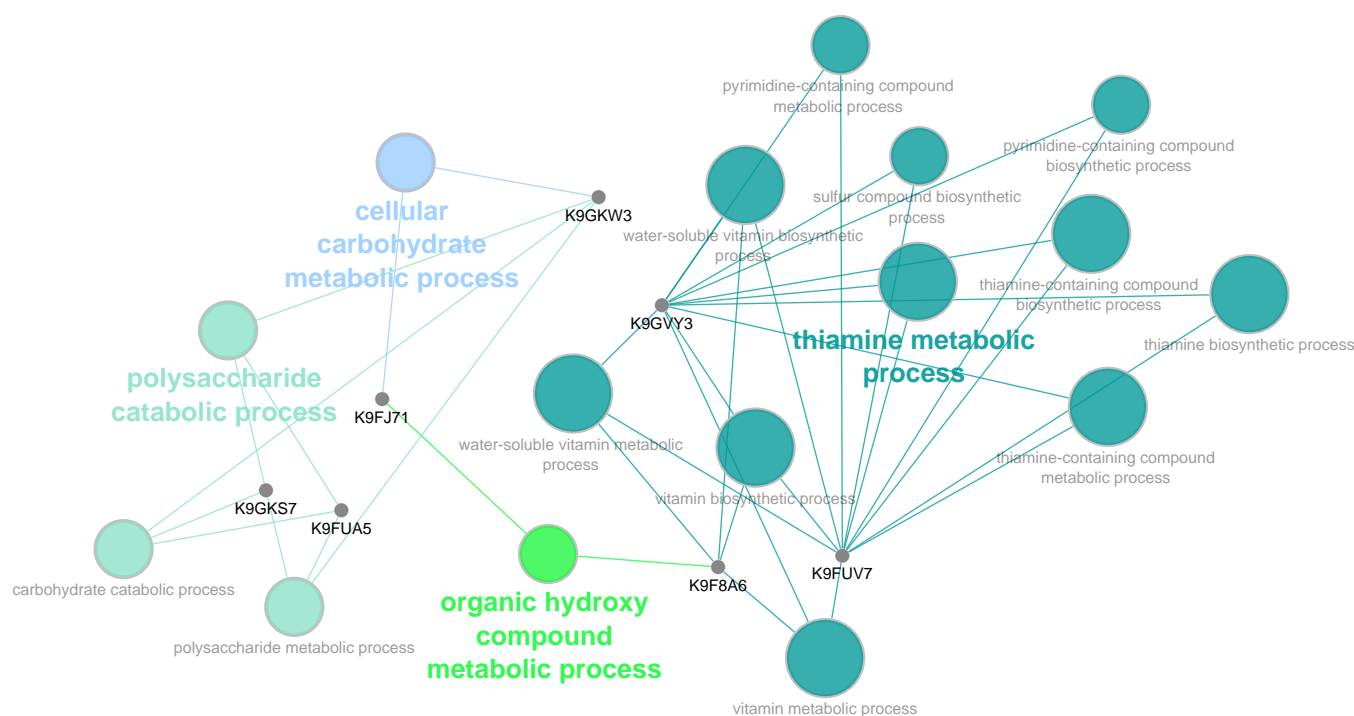 pyrimidine-containing compound
metabolic process
pyrimidine-containing compound
biosynthetic process
sulfur compound biosynthetic
process
cellular
carbohydrate
metabolic process
K9GKW3
water-soluble vitamin biosynthetic
process
thiamine-containing compound
biosynthetic process
K9GVY3
thiamine metabolic
process
thiamine biosynthetic process
polysaccharide
catabolic process
K9FJ71
water-soluble vitamin metabolic
process
thiamine-containing compound
metabolic process
vitamin biosynthetic process
K9GKS7
K9FUA5
K9FUV7
K9F8A6
carbohydrate catabolic process
organic hydroxy
compound
metabolic process
polysaccharide metabolic process
vitamin metabolic process